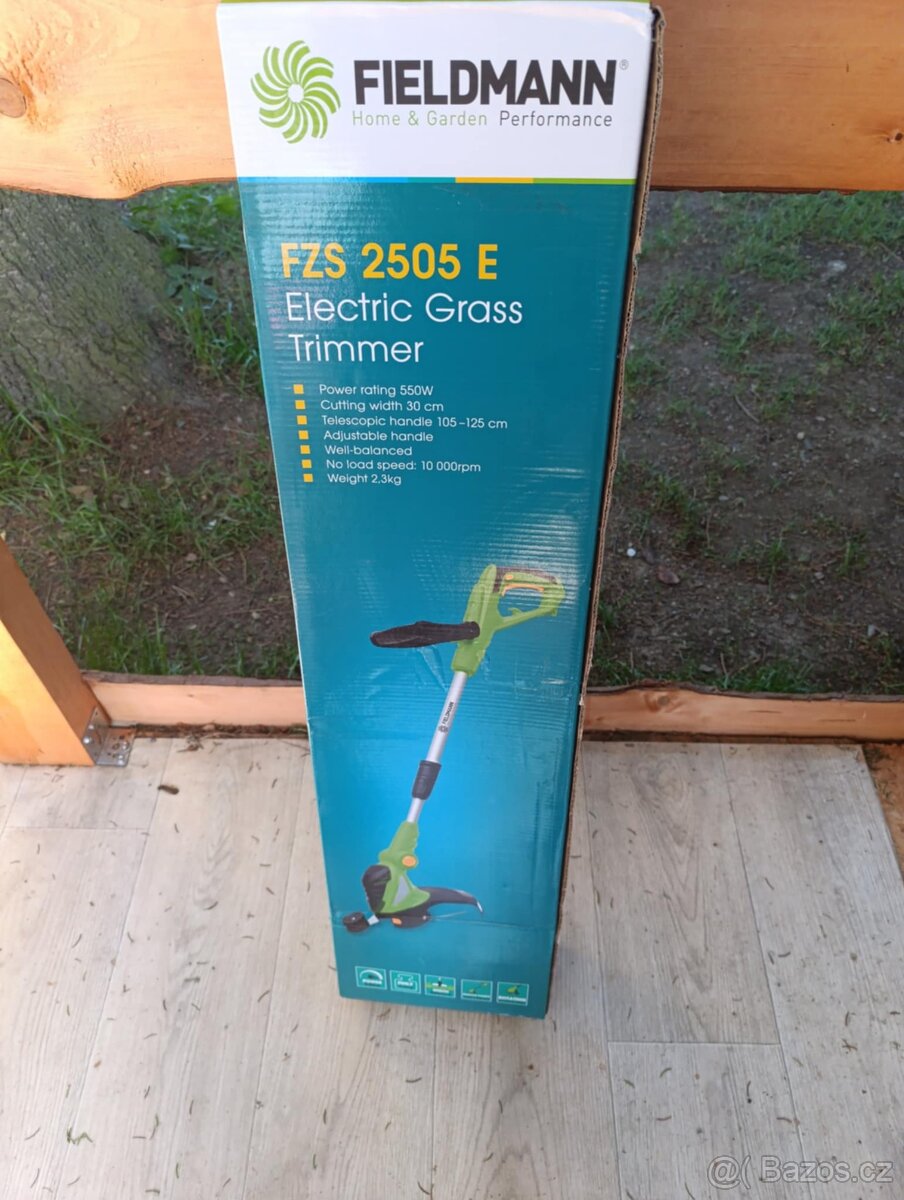 FIELDMANN®
Home & Garden Performance
FZS 2505 E
Electric Grass
Trimmer
Power rating 550W
Cutting width 30 cm
Telescopic handle 105–125 cm
Adjustable handle
Well-balanced
No load speed: 10 000rpm
Weight 2,3kg
FIELDMANN
@( Bazoš.cz